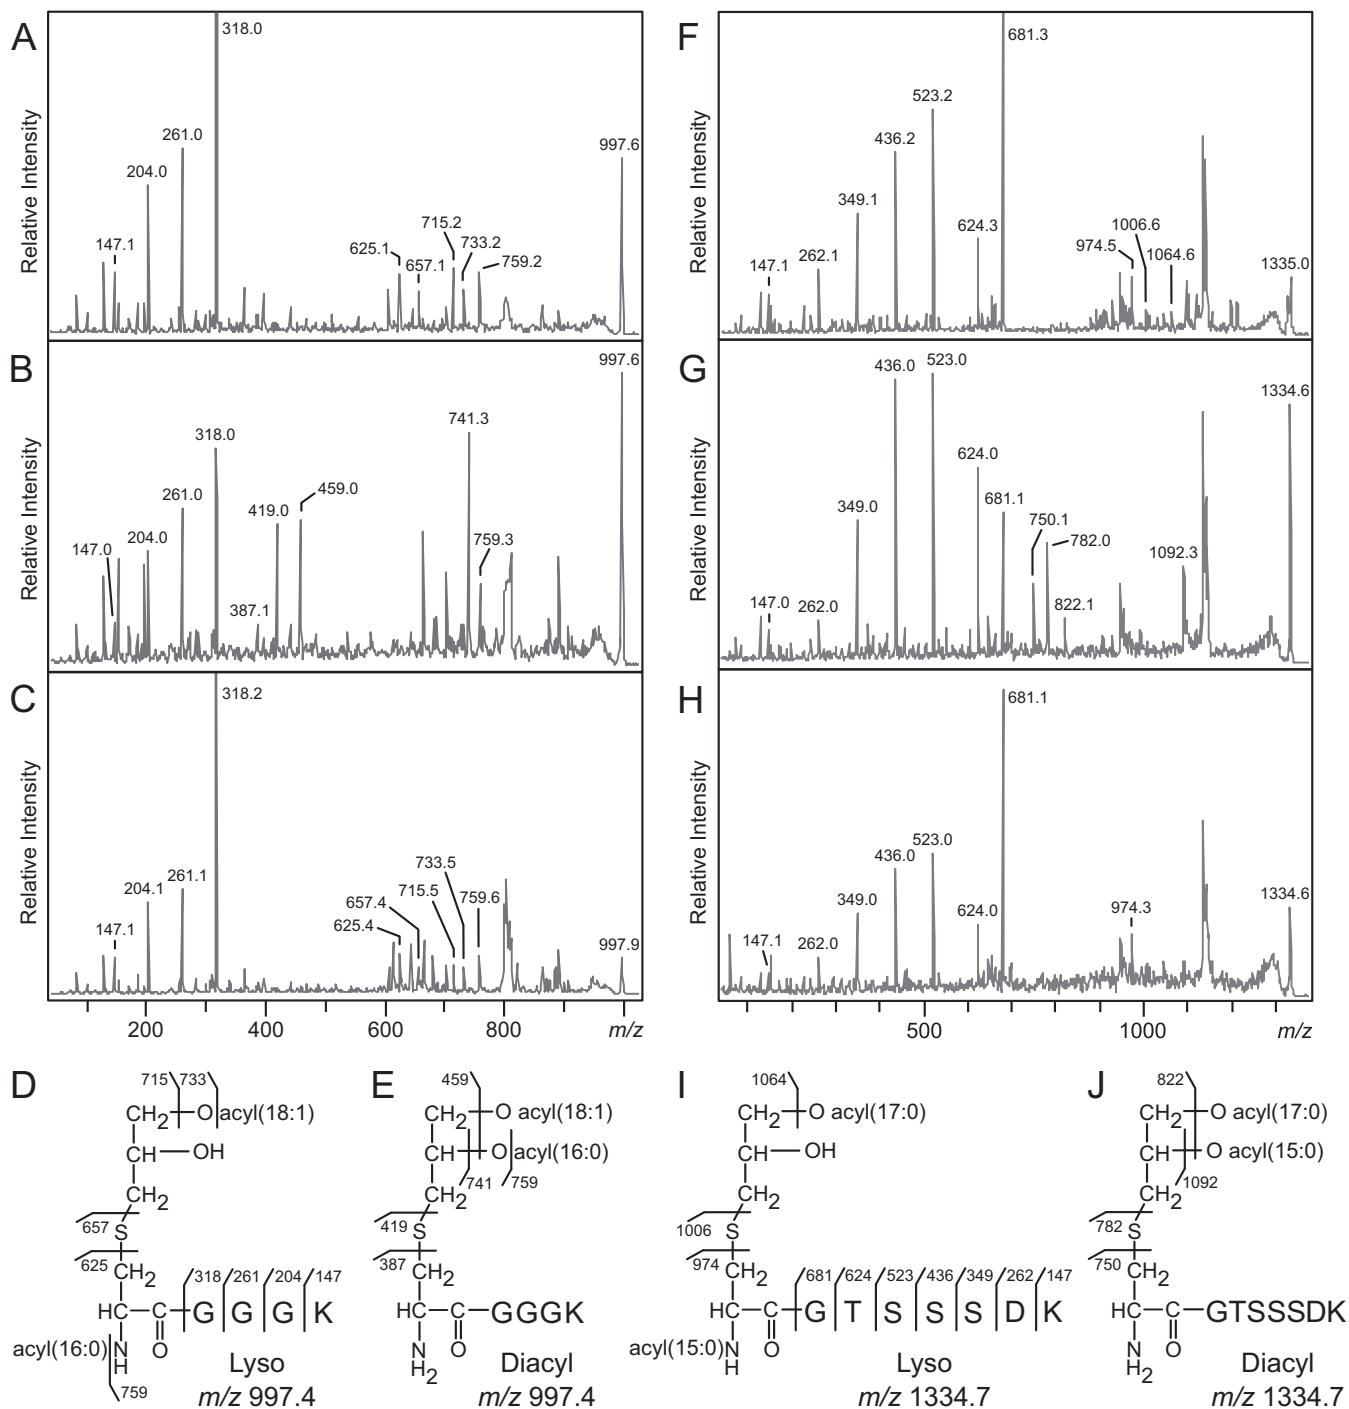 A
Relative Intensity
318.0
261.0
204.0
147.1
625.1
657.1
715.2
733.2
759.2
997.6
B
Relative Intensity
147.0
204.0
261.0
318.0
387.1
419.0
459.0
741.3
759.3
997.6
C
Relative Intensity
318.2
147.1
204.1
261.1
625.4
657.4
715.5
733.5
759.6
997.9
200 400 600 800 m/z
F
Relative Intensity
681.3
147.1
262.1
349.1
436.2
523.2
624.3
974.5
1006.6
1064.6
1335.0
G
Relative Intensity
147.0
262.0
349.0
436.0
523.0
624.0
681.1
750.1
782.0
822.1
1092.3
1334.6
H
Relative Intensity
681.1
147.1
262.0
349.0
436.0
523.0
624.0
974.3
1334.6
500 1000 m/z
D
715 733
CH2 O acyl(18:1)
CH OH
CH2
657 S
625 CH2
318 261 204 147
H C G G G K
acyl(16:0) N O
H
759
Lyso
m/z 997.4
E
459
CH2 O acyl(18:1)
CH O acyl(16:0)
741 759
CH2
419 S
387 CH2
H C GGGK
N O
H2
Diacyl
m/z 997.4
I
1064
CH2 O acyl(17:0)
CH OH
CH2
1006 S
974 CH2
681 624 523 436 349 262 147
H C G T S S S D K
acyl(15:0) N O
H
Lyso
m/z 1334.7
J
822
CH2 O acyl(17:0)
CH O acyl(15:0)
1092
CH2
782 S
750 CH2
H C GTSSSDK
N O
H2
Diacyl
m/z 1334.7